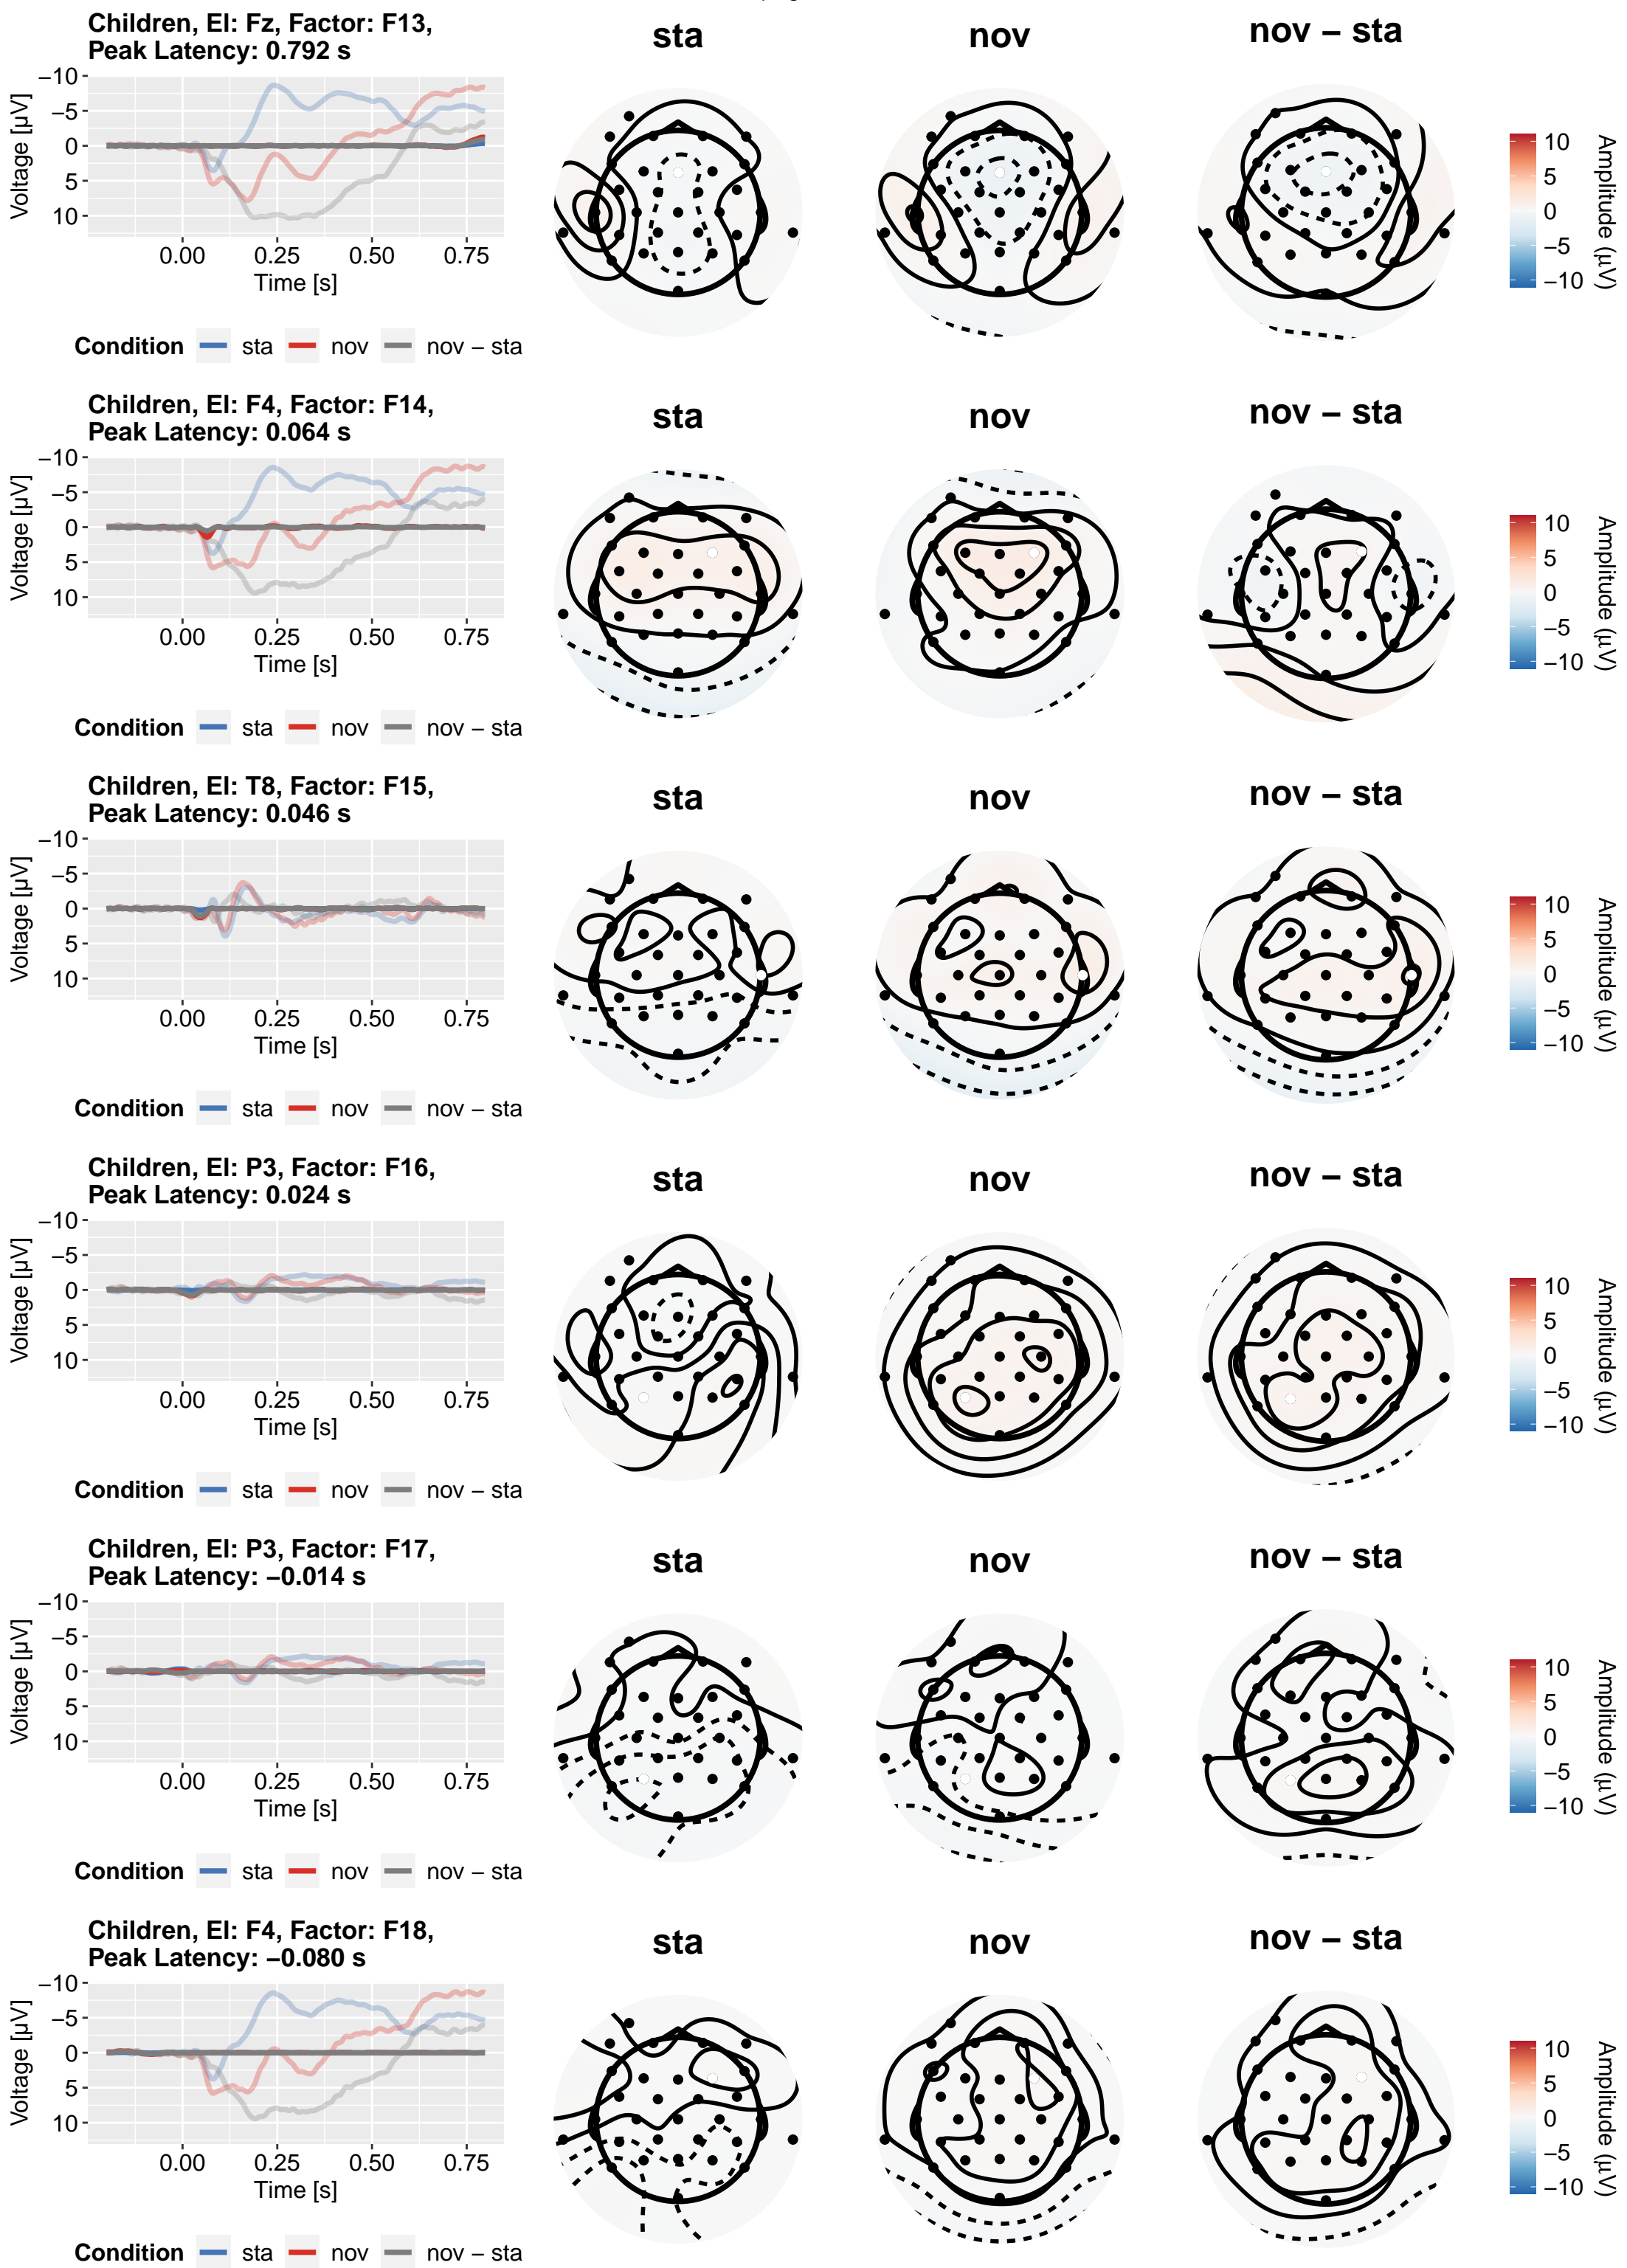 Children, El: Fz, Factor: F13,
Peak Latency: 0.792 s
sta
nov
nov – sta
Voltage [µV]
–10
–5
0
5
10
0.00 0.25 0.50 0.75
Time [s]
Condition sta nov nov – sta
10
5
0
–5
–10
Amplitude (µV)
Children, El: F4, Factor: F14,
Peak Latency: 0.064 s
sta
nov
nov – sta
Voltage [µV]
–10
–5
0
5
10
0.00 0.25 0.50 0.75
Time [s]
Condition sta nov nov – sta
10
5
0
–5
–10
Amplitude (µV)
Children, El: T8, Factor: F15,
Peak Latency: 0.046 s
sta
nov
nov – sta
Voltage [µV]
–10
–5
0
5
10
0.00 0.25 0.50 0.75
Time [s]
Condition sta nov nov – sta
10
5
0
–5
–10
Amplitude (µV)
Children, El: P3, Factor: F16,
Peak Latency: 0.024 s
sta
nov
nov – sta
Voltage [µV]
–10
–5
0
5
10
0.00 0.25 0.50 0.75
Time [s]
Condition sta nov nov – sta
10
5
0
–5
–10
Amplitude (µV)
Children, El: P3, Factor: F17,
Peak Latency: –0.014 s
sta
nov
nov – sta
Voltage [µV]
–10
–5
0
5
10
0.00 0.25 0.50 0.75
Time [s]
Condition sta nov nov – sta
10
5
0
–5
–10
Amplitude (µV)
Children, El: F4, Factor: F18,
Peak Latency: –0.080 s
sta
nov
nov – sta
Voltage [µV]
–10
–5
0
5
10
0.00 0.25 0.50 0.75
Time [s]
Condition sta nov nov – sta
10
5
0
–5
–10
Amplitude (µV)